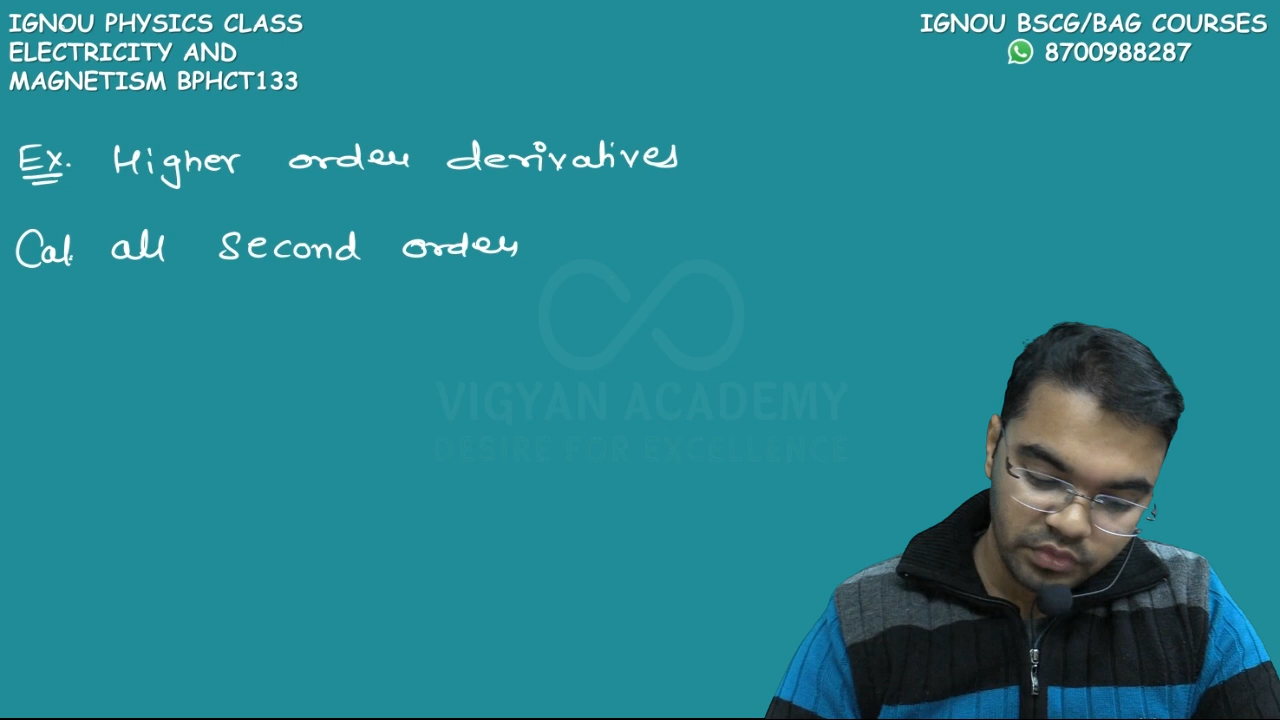 IGNOU PHYSICS CLASS
ELECTRICITY AND
MAGNETISM BPHCT133
IGNOU BSCG/BAG COURSES
8700988287
Ex. Higher order derivatives
Cal. all second order
VIGYAN ACADEMY
DESIRE FOR EXCELLENCE